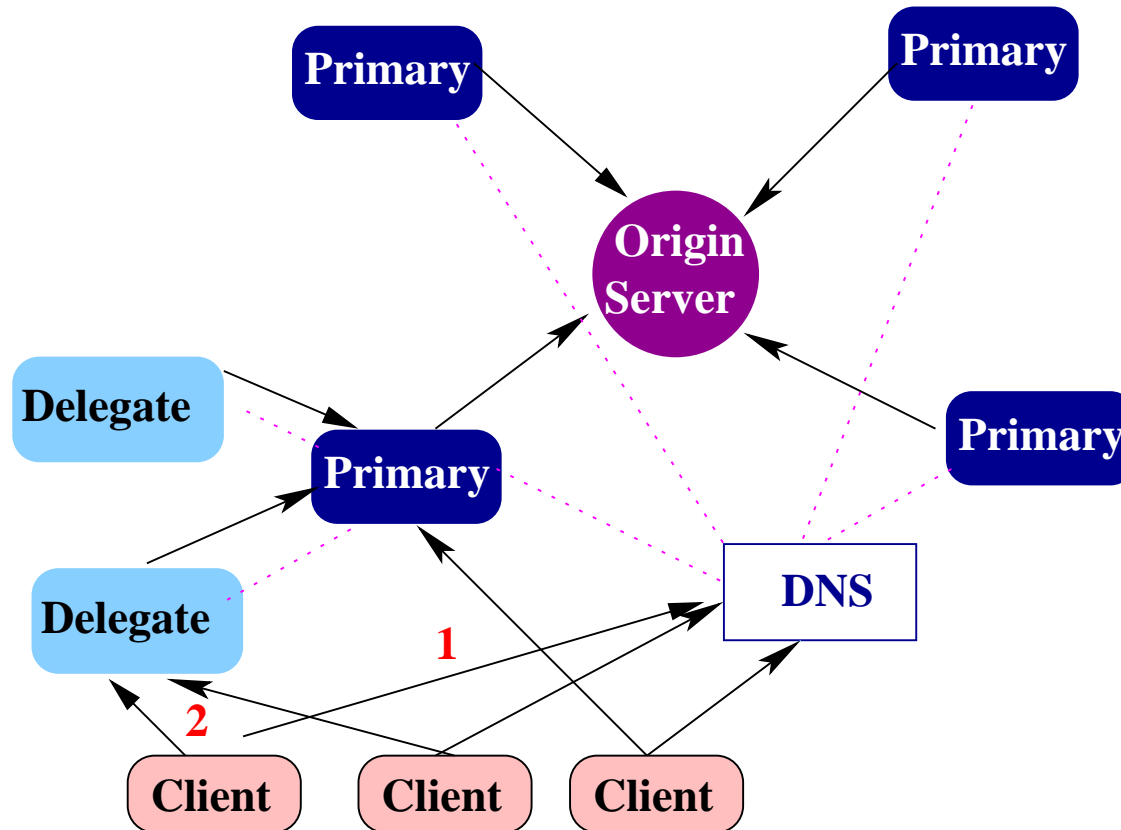 Primary
Primary
Origin
Server
Delegate
Primary
Primary
DNS
Delegate
1
2
Client
Client
Client